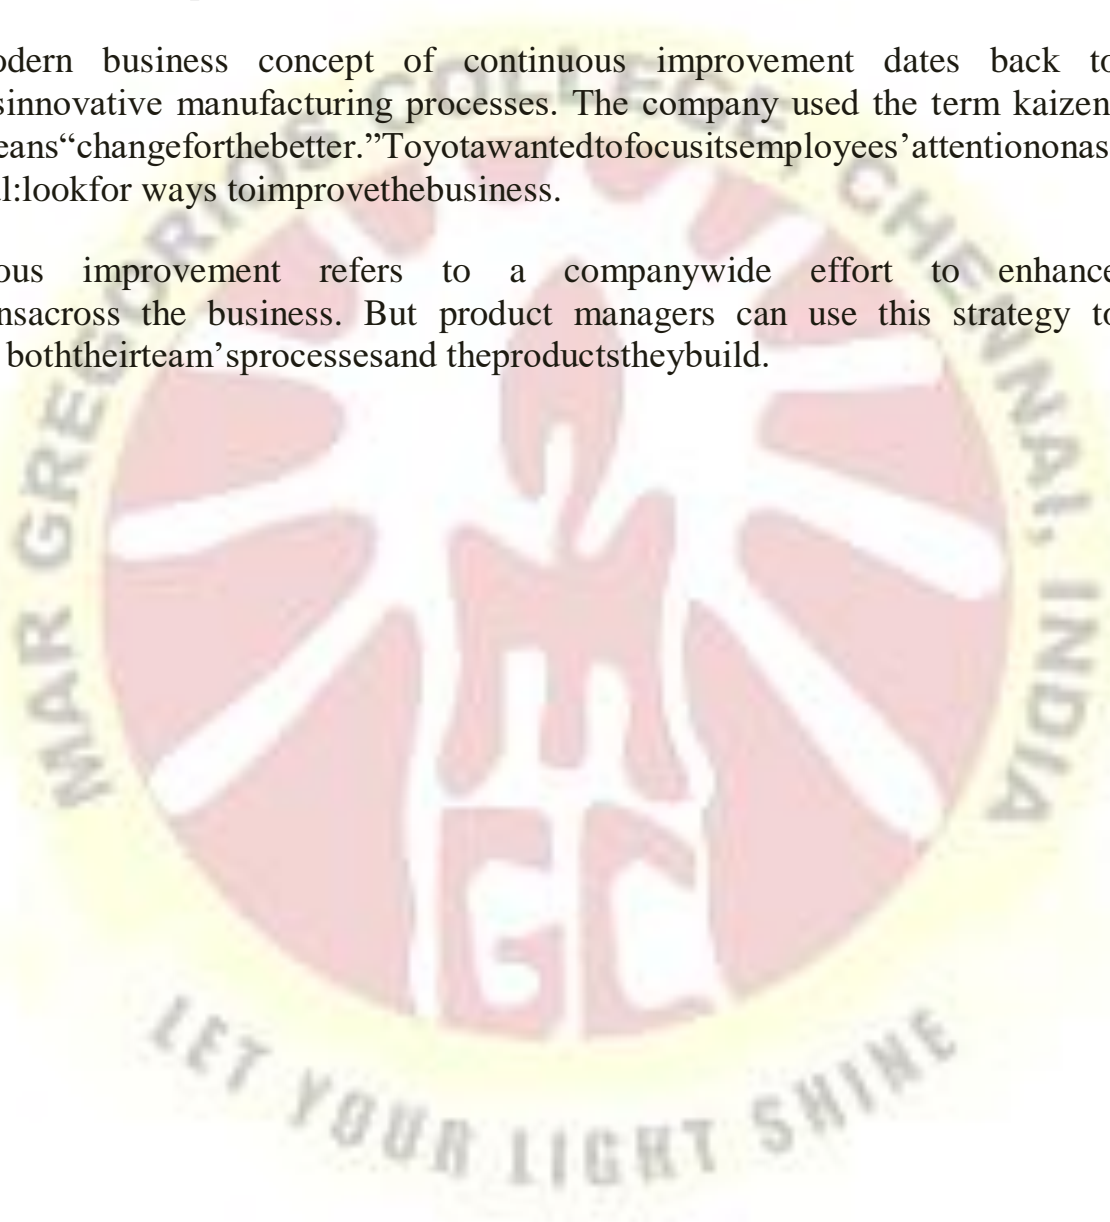 odern business concept of continuous improvement dates back to
sinnovative manufacturing processes. The company used the term kaizen
eans“changeforthebetter.”Toyotawantedtofocusitsemployees’attentiononas
l:lookfor ways toimprovethebusiness.
ous improvement refers to a companywide effort to enhance
nsacross the business. But product managers can use this strategy to
boththeirteam’sprocessesand theproductstheybuild.
MAR GREGORIOS COLLEGE, CHENNAI, INDIA
GC
LET YOUR LIGHT SHINE